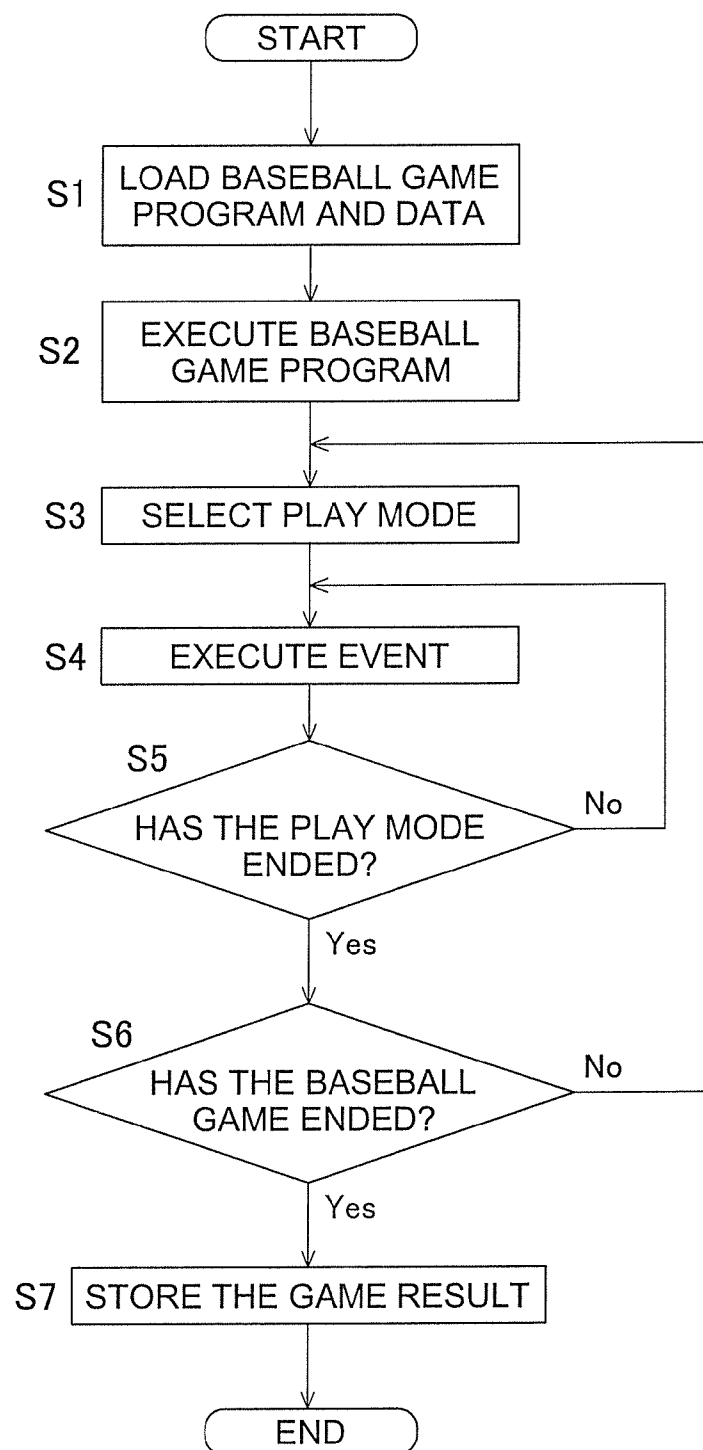 START
S1
LOAD BASEBALL GAME
PROGRAM AND DATA
S2
EXECUTE BASEBALL
GAME PROGRAM
S3
SELECT PLAY MODE
S4
EXECUTE EVENT
S5
HAS THE PLAY MODE
ENDED?
No
Yes
S6
HAS THE BASEBALL
GAME ENDED?
No
Yes
S7
STORE THE GAME RESULT
END